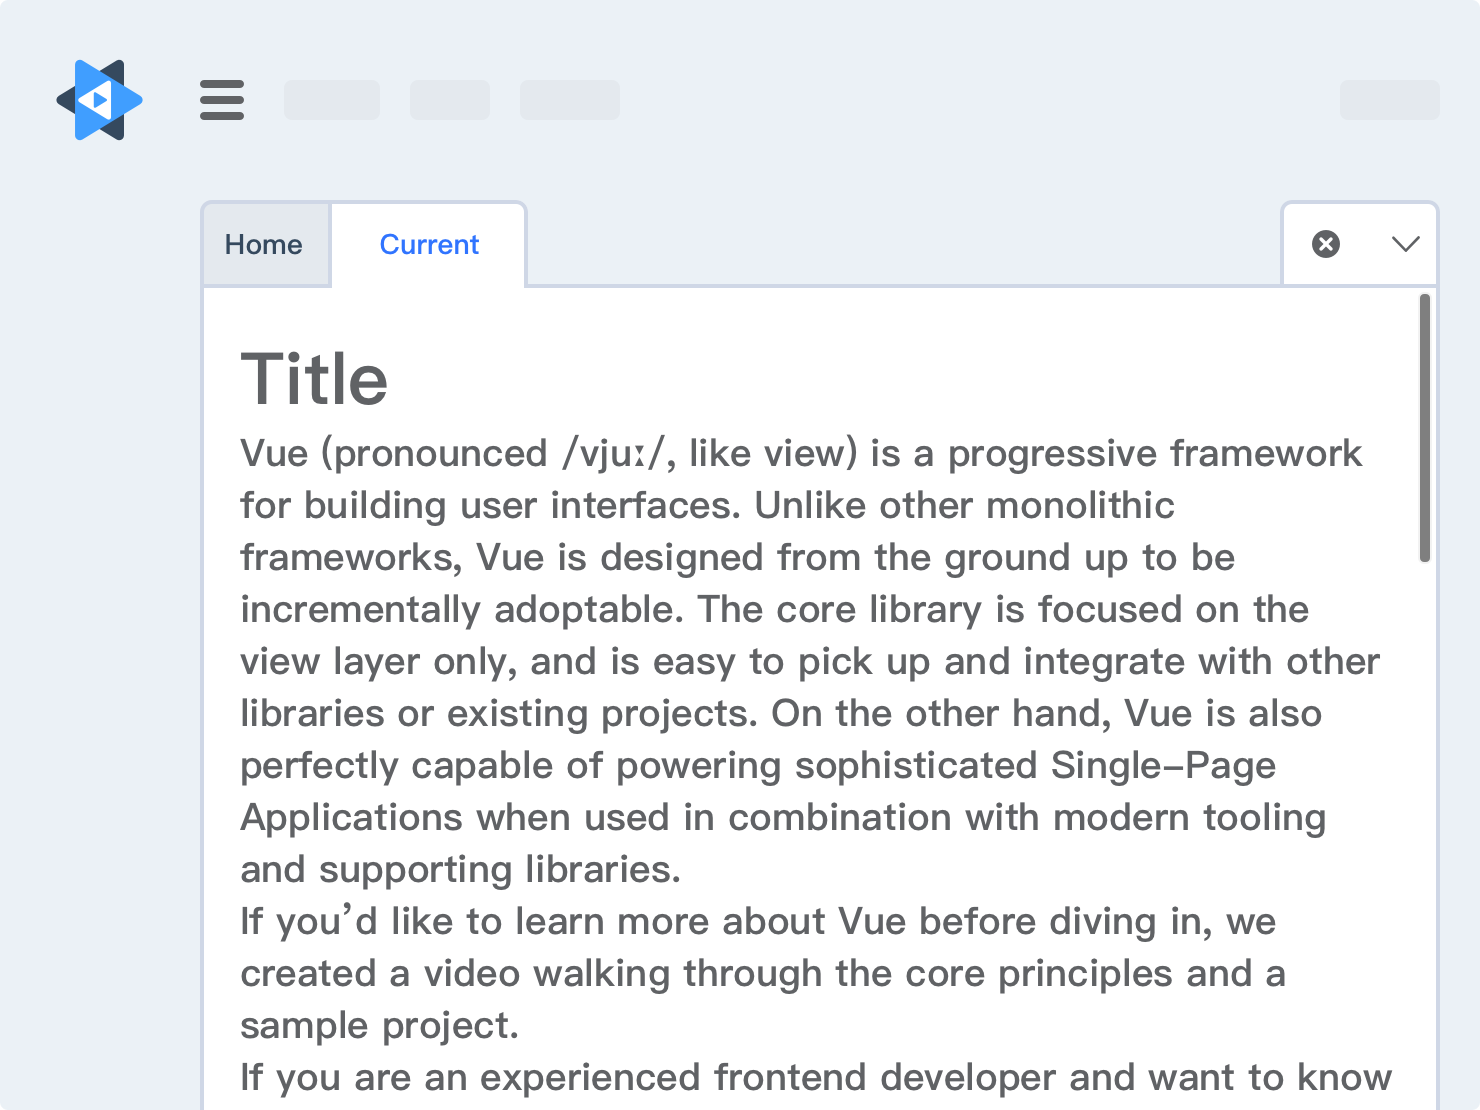 Home
Current
Title
Vue (pronounced /vjuː/, like view) is a progressive framework
for building user interfaces. Unlike other monolithic
frameworks, Vue is designed from the ground up to be
incrementally adoptable. The core library is focused on the
view layer only, and is easy to pick up and integrate with other
libraries or existing projects. On the other hand, Vue is also
perfectly capable of powering sophisticated Single–Page
Applications when used in combination with modern tooling
and supporting libraries.
If you’d like to learn more about Vue before diving in, we
created a video walking through the core principles and a
sample project.
If you are an experienced frontend developer and want to know